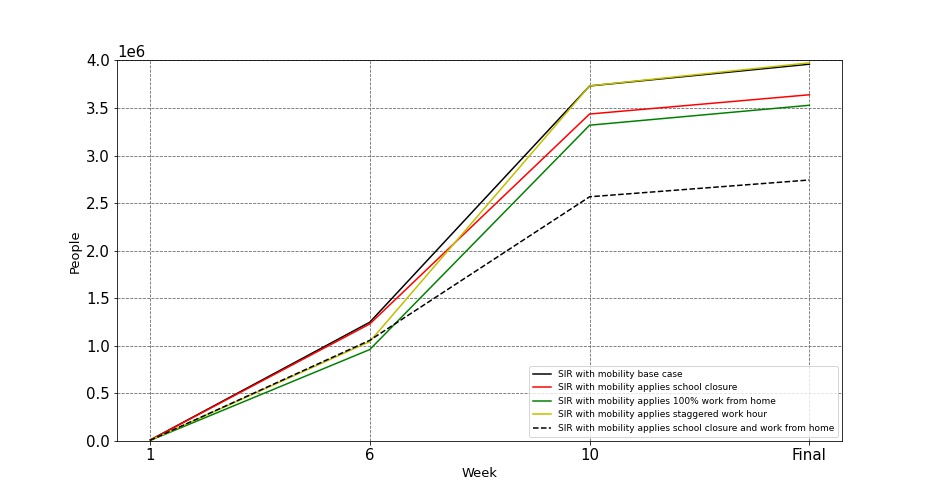 1e6
4.0
3.5
3.0
2.5
2.0
1.5
1.0
0.5
0.0
People
SIR with mobility base case
SIR with mobility applies school closure
SIR with mobility applies 100% work from home
SIR with mobility applies staggered work hour
SIR with mobility applies school closure and work from home
1 6 10 Final
Week